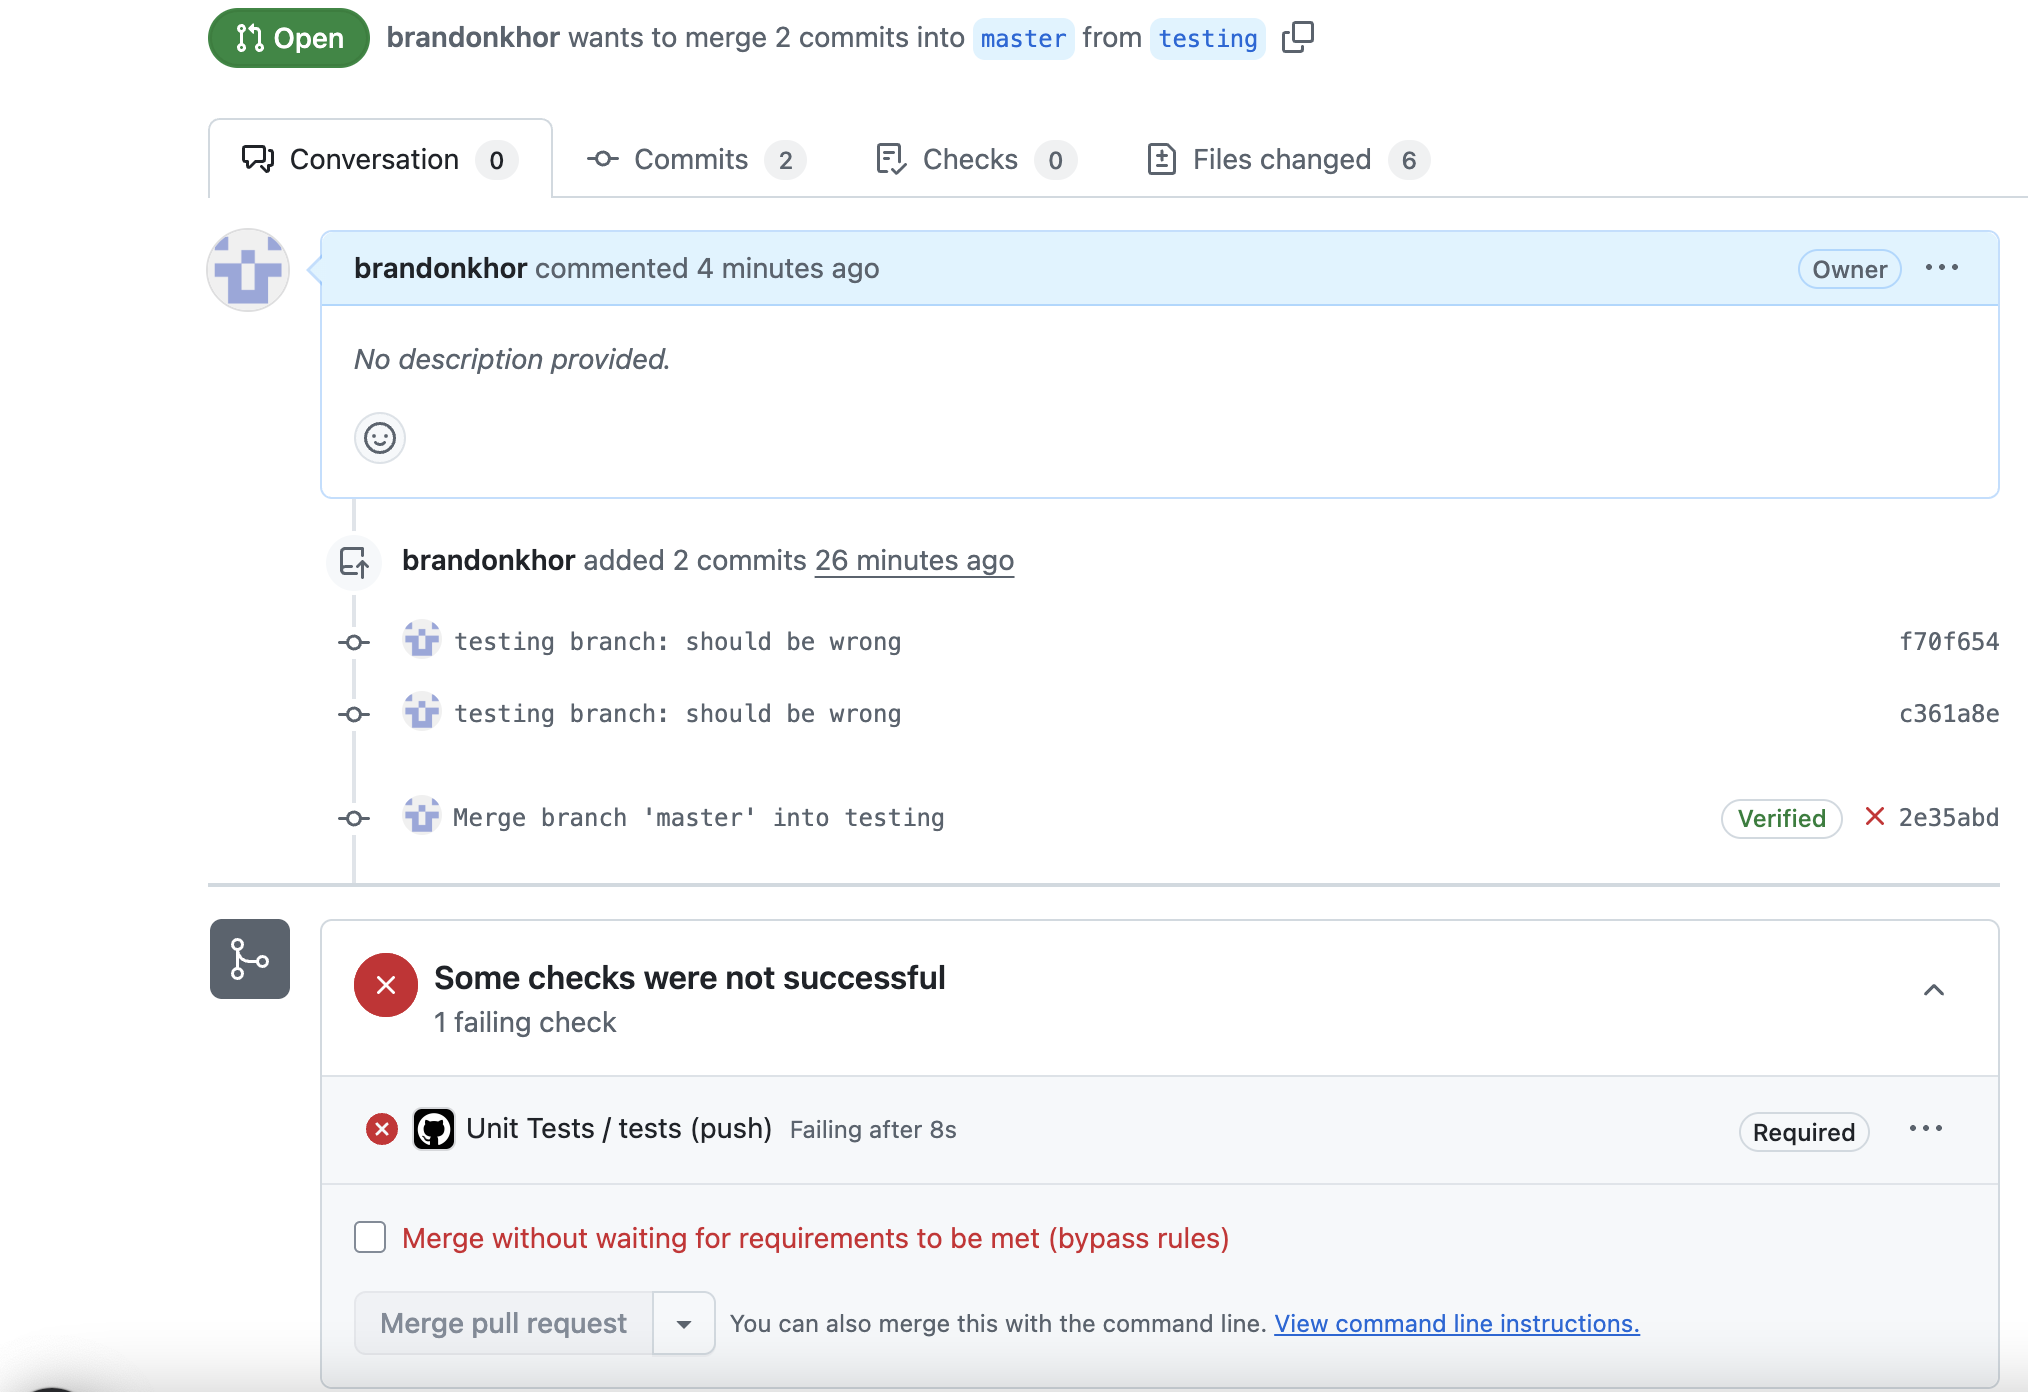 Open brandonkhor wants to merge 2 commits into master from testing
Conversation 0 Commits 2 Checks 0 Files changed 6
brandonkhor commented 4 minutes ago Owner
No description provided.
brandonkhor added 2 commits 26 minutes ago
testing branch: should be wrong f70f654
testing branch: should be wrong c361a8e
Merge branch 'master' into testing Verified 2e35abd
Some checks were not successful
1 failing check
Unit Tests / tests (push) Failing after 8s Required
Merge without waiting for requirements to be met (bypass rules)
Merge pull request You can also merge this with the command line. View command line instructions.